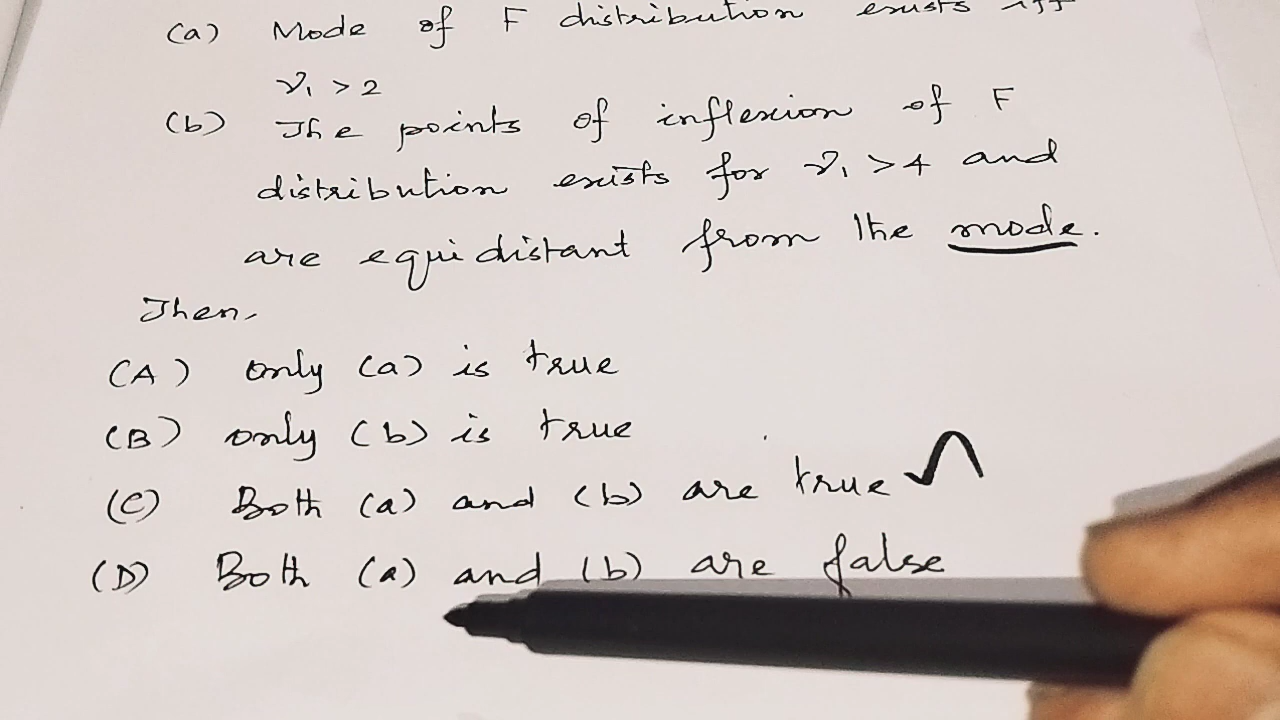 (a) Mode of F distribution exists iff
ν₁ > 2
(b) The points of inflexion of F
distribution exists for ν₁ > 4 and
are equidistant from the mode.
Then,
(A) only (a) is true
(B) only (b) is true
(C) Both (a) and (b) are true
(D) Both (a) and (b) are false